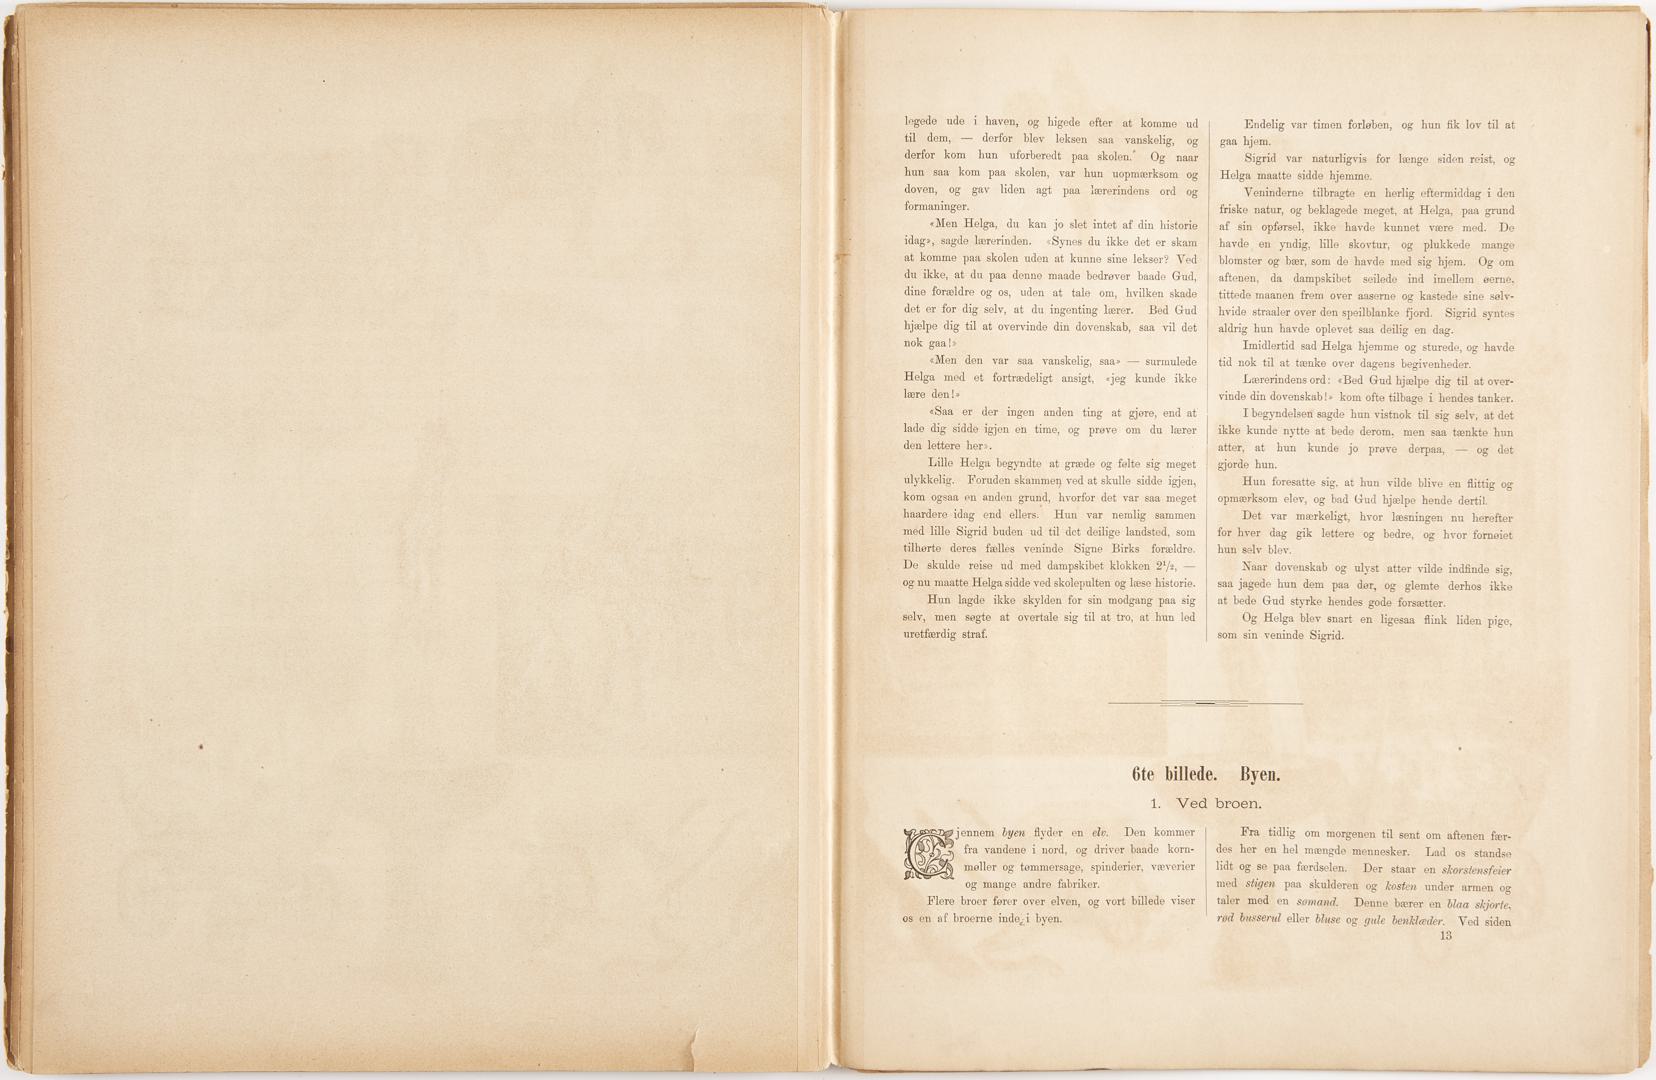 legede ude i haven, og higede efter at komme ud
til dem, — derfor blev leksen saa vanskelig, og
derfor kom hun uforberedt paa skolen. Og naar
hun saa kom paa skolen, var hun uopmærksom og
doven, og gav liden agt paa lærerindens ord og
formaninger.
«Men Helga, du kan jo slet intet af din historie
idag», sagde lærerinden. «Synes du ikke det er skam
at komme paa skolen uden at kunne sine lekser? Ved
du ikke, at du paa denne maade bedrøver baade Gud,
dine forældre og os, uden at tale om, hvilken skade
det er for dig selv, at du ingenting lærer. Bed Gud
hjælpe dig til at overvinde din dovenskab, saa vil det
nok gaa!»
«Men den var saa vanskelig, saa» — surmulede
Helga med et fortrædeligt ansigt, «jeg kunde ikke
lære den!»
«Saa er der ingen anden ting at gjøre, end at
lade dig sidde igjen en time, og prøve om du lærer
den lettere her».
Lille Helga begyndte at græde og følte sig meget
ulykkelig. Foruden skammen ved at skulle sidde igjen,
kom ogsaa en anden grund, hvorfor det var saa meget
haardere idag end ellers. Hun var nemlig sammen
med lille Sigrid buden ud til det deilige landsted, som
tilhørte deres fælles veninde Signe Birks forældre.
De skulde reise ud med dampskibet klokken 2¹/₂, —
og nu maatte Helga sidde ved skolepulten og læse historie.
Hun lagde ikke skylden for sin modgang paa sig
selv, men søgte at overtale sig til at tro, at hun led
uretfærdig straf.
Endelig var timen forløben, og hun fik lov til at
gaa hjem.
Sigrid var naturligvis for længe siden reist, og
Helga maatte sidde hjemme.
Veninderne tilbragte en herlig eftermiddag i den
friske natur, og beklagede meget, at Helga, paa grund
af sin opførsel, ikke havde kunnet være med. De
havde en yndig, lille skovtur, og plukkede mange
blomster og bær, som de havde med sig hjem. Og om
aftenen, da dampskibet seilede ind imellem øerne,
tittede maanen frem over aaserne og kastede sine sølv-
hvide straaler over den speilblanke fjord. Sigrid syntes
aldrig hun havde oplevet saa deilig en dag.
Imidlertid sad Helga hjemme og sturede, og havde
tid nok til at tænke over dagens begivenheder.
Lærerindens ord: «Bed Gud hjælpe dig til at over-
vinde din dovenskab!» kom ofte tilbage i hendes tanker.
I begyndelsen sagde hun vistnok til sig selv, at det
ikke kunde nytte at bede derom, men saa tænkte hun
atter, at hun kunde jo prøve derpaa, — og det
gjorde hun.
Hun foresatte sig, at hun vilde blive en flittig og
opmærksom elev, og bad Gud hjælpe hende dertil.
Det var mærkeligt, hvor læsningen nu herefter
for hver dag gik lettere og bedre, og hvor fornøiet
hun selv blev.
Naar dovenskab og ulyst atter vilde indfinde sig,
saa jagede hun dem paa dør, og glemte derhos ikke
at bede Gud styrke hendes gode forsætter.
Og Helga blev snart en ligesaa flink liden pige,
som sin veninde Sigrid.
6te billede. Byen.
1. Ved broen.
Gjennem byen flyder en elv. Den kommer
fra vandene i nord, og driver baade korn-
møller og tømmersage, spinderier, væverier
og mange andre fabriker.
Flere broer fører over elven, og vort billede viser
os en af broerne inde i byen.
Fra tidlig om morgenen til sent om aftenen fær-
des her en hel mængde mennesker. Lad os standse
lidt og se paa færdselen. Der staar en skorstensfeier
med stigen paa skulderen og kosten under armen og
taler med en sømand. Denne bærer en blaa skjorte,
rød busserul eller bluse og gule benklæder. Ved siden
13